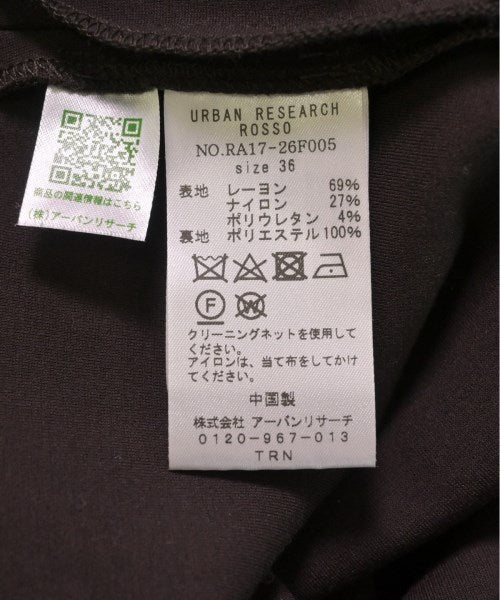 商品の関連情報はこちら
(株)アーバンリサーチ
URBAN RESEARCH
ROSSO
NO.RA17-26F005
size 36
表地 レーヨン 69%
ナイロン 27%
ポリウレタン 4%
裏地 ポリエステル 100%
F W
クリーニングネットを使用して
ください。
アイロンは、当て布をしてかけ
てください。
中国製
株式会社 アーバンリサーチ
0120-967-013
TRN